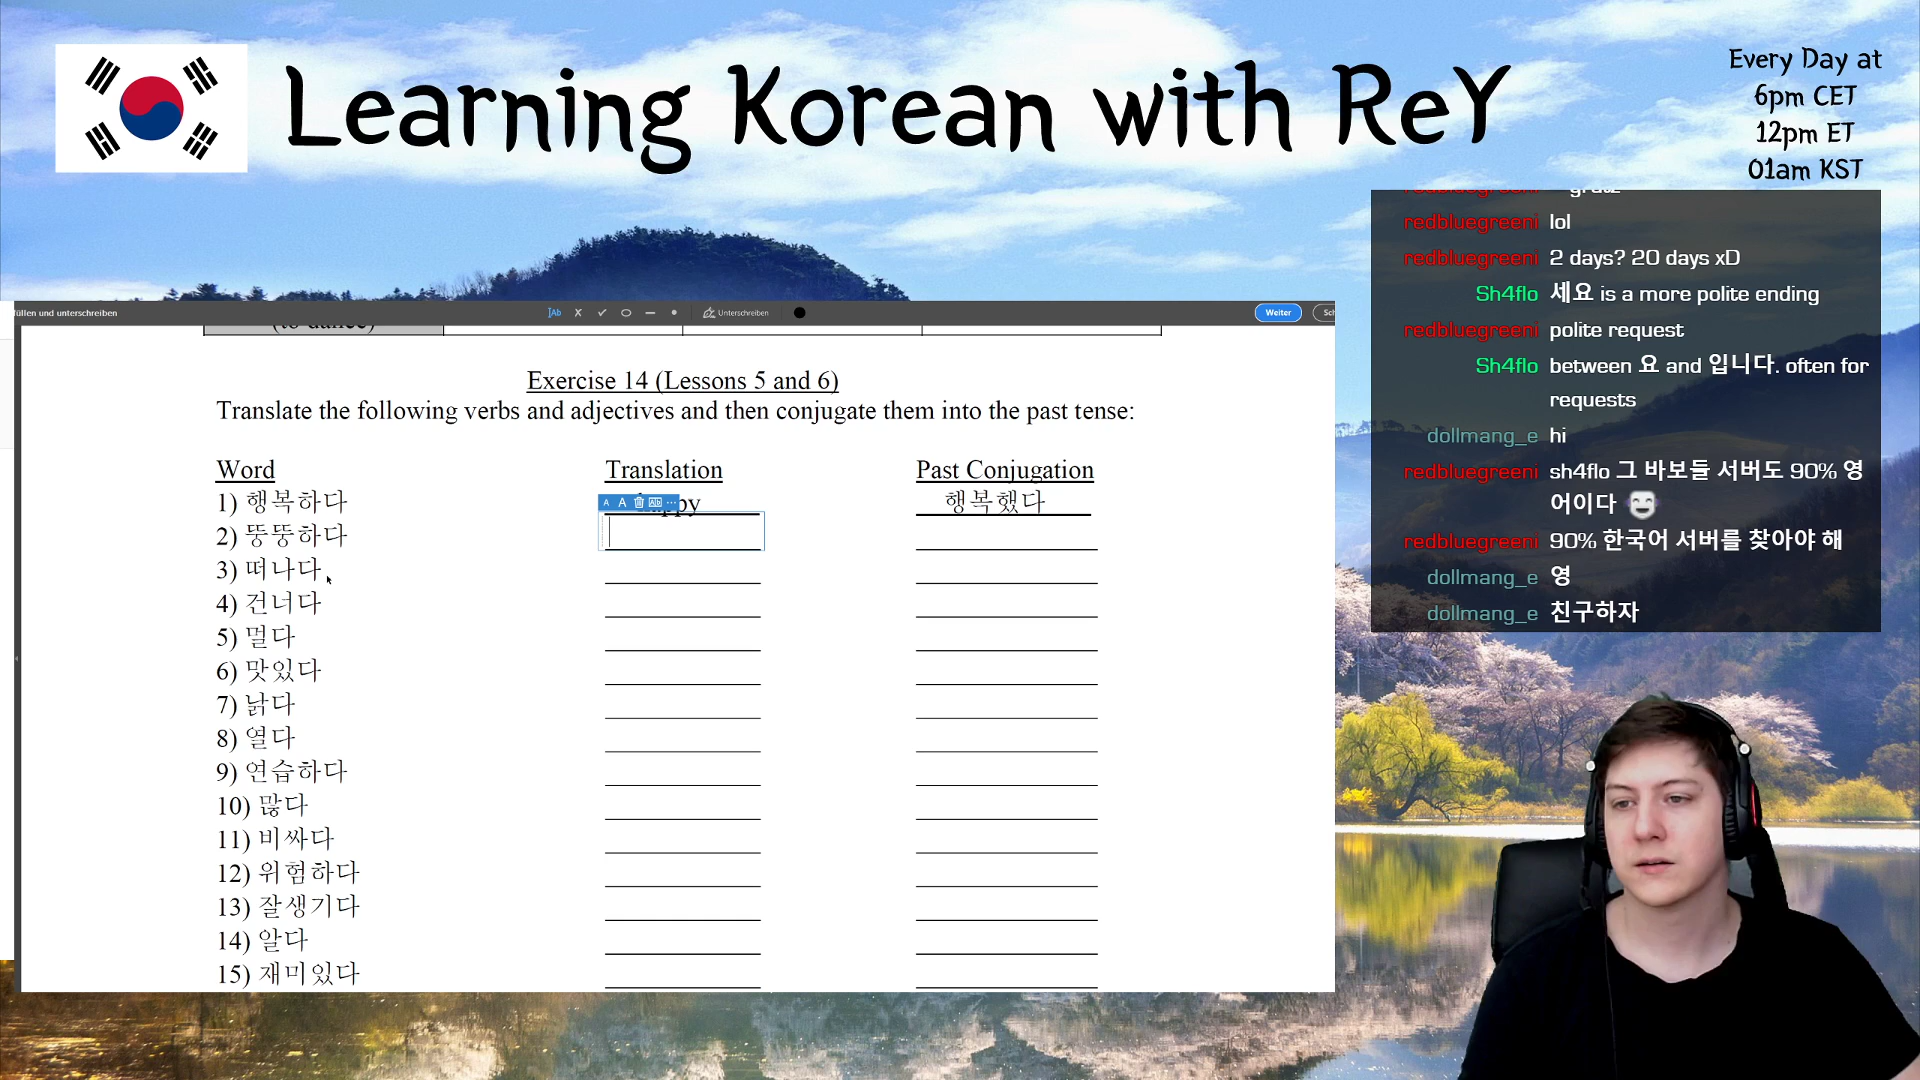 Learning Korean with ReY
Every Day at
6pm CET
12pm ET
01am KST
redbluegreeni lol
redbluegreeni 2 days? 20 days xD
Sh4flo 세요 is a more polite ending
redbluegreeni polite request
Sh4flo between 요 and 입니다. often for
requests
dollmang_e hi
redbluegreeni sh4flo 그 바보들 서버도 90% 영
어이다
redbluegreeni 90% 한국어 서버를 찾아야 해
dollmang_e 영
dollmang_e 친구하자
füllen und unterschreiben
Unterschreiben
Weiter
(to dance)
Exercise 14 (Lessons 5 and 6)
Translate the following verbs and adjectives and then conjugate them into the past tense:
Word Translation Past Conjugation
1) 행복하다 happy 행복했다
2) 뚱뚱하다
3) 떠나다
4) 건너다
5) 멀다
6) 맛있다
7) 낡다
8) 열다
9) 연습하다
10) 많다
11) 비싸다
12) 위험하다
13) 잘생기다
14) 알다
15) 재미있다